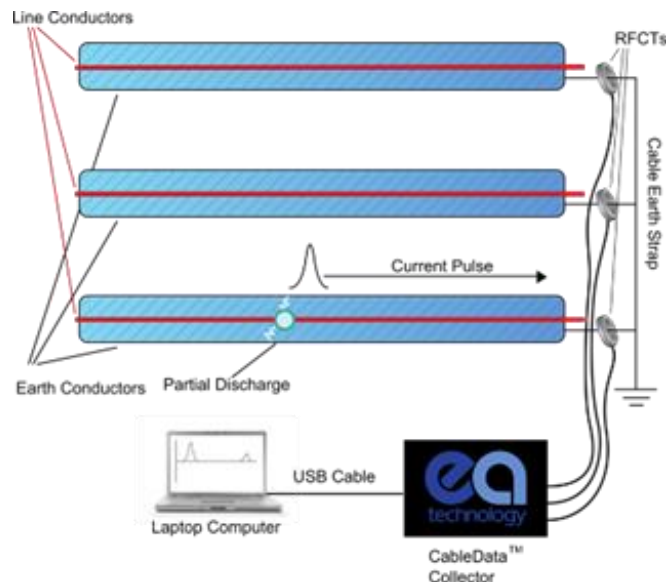 Line Conductors
RFCTs
Cable Earth Strap
Current Pulse
Earth Conductors
Partial Discharge
USB Cable
Laptop Computer
ea
technology
CableData™
Collector